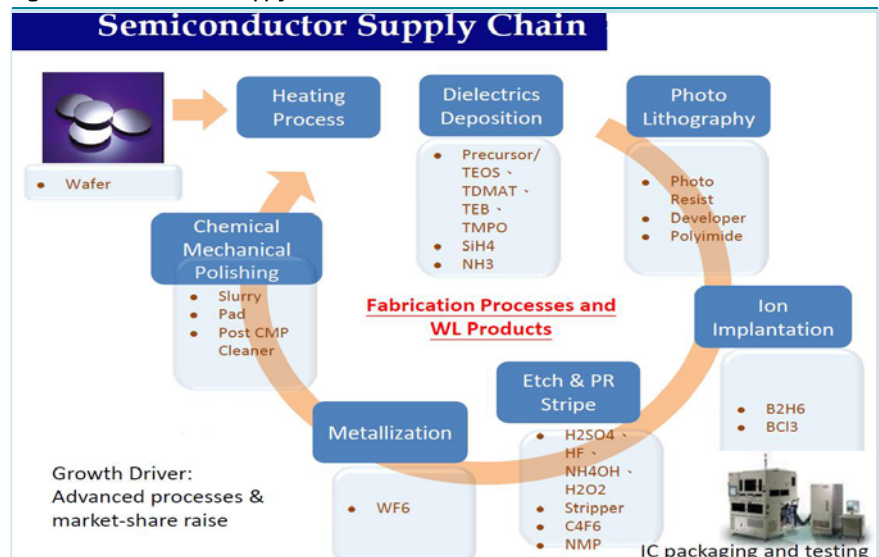 Semiconductor Supply Chain
Heating
Process
Dielectrics
Deposition
Photo
Lithography
• Wafer
• Precursor/
TEOS、
TDMAT、
TEB、
TMPO
• SiH4
• NH3
• Photo
Resist
• Developer
• Polyimide
Chemical
Mechanical
Polishing
• Slurry
• Pad
• Post CMP
Cleaner
Fabrication Processes and
WL Products
Ion
Implantation
• B2H6
• BCl3
Etch & PR
Stripe
• H2SO4、
HF、
NH4OH、
H2O2
• Stripper
• C4F6
• NMP
Metallization
• WF6
Growth Driver:
Advanced processes &
market-share raise
IC packaging and testing